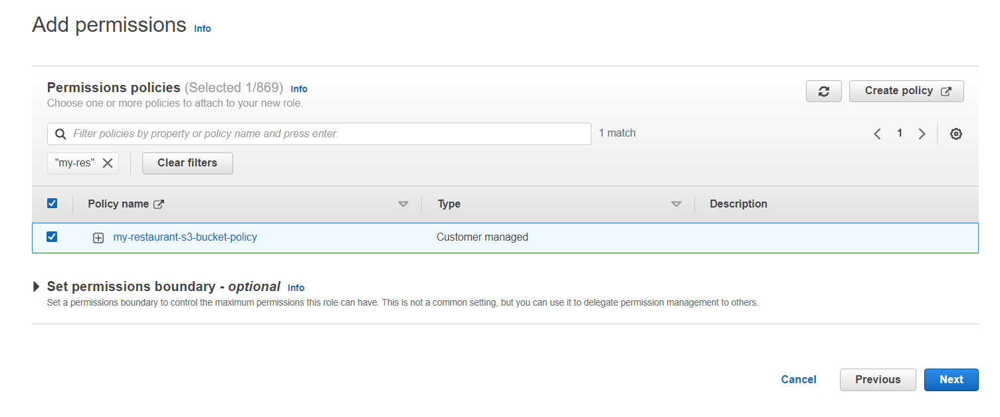 Add permissions Info
Permissions policies (Selected 1/869) Info
Choose one or more policies to attach to your new role.
Create policy
Filter policies by property or policy name and press enter.
1 match
1
"my-res"
Clear filters
Policy name
Type
Description
my-restaurant-s3-bucket-policy
Customer managed
Set permissions boundary - optional Info
Set a permissions boundary to control the maximum permissions this role can have. This is not a common setting, but you can use it to delegate permission management to others.
Cancel
Previous
Next